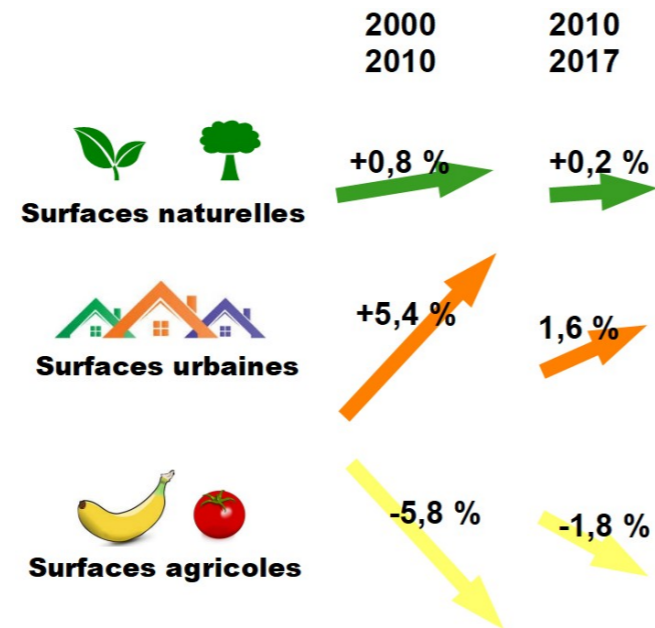 2000 2010
2010 2017
+0,8 % +0,2 %
Surfaces naturelles
+5,4 % 1,6 %
Surfaces urbaines
-5,8 % -1,8 %
Surfaces agricoles